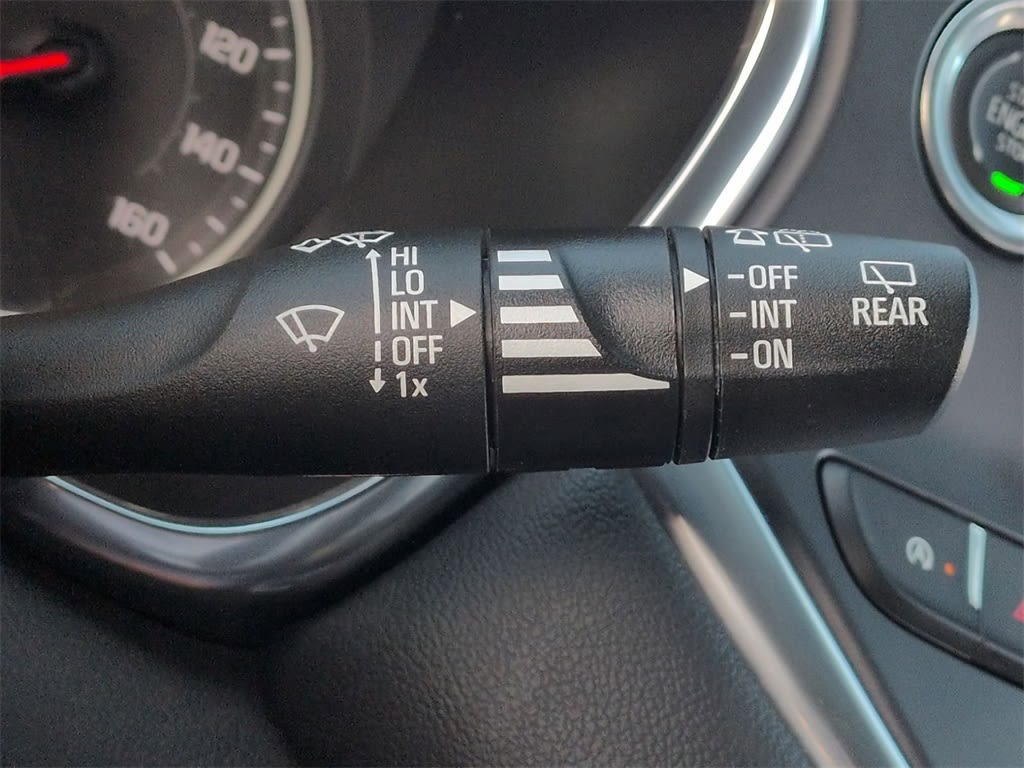 120
140
160
HI
LO
INT
OFF
1x
-OFF
-INT
-ON
REAR